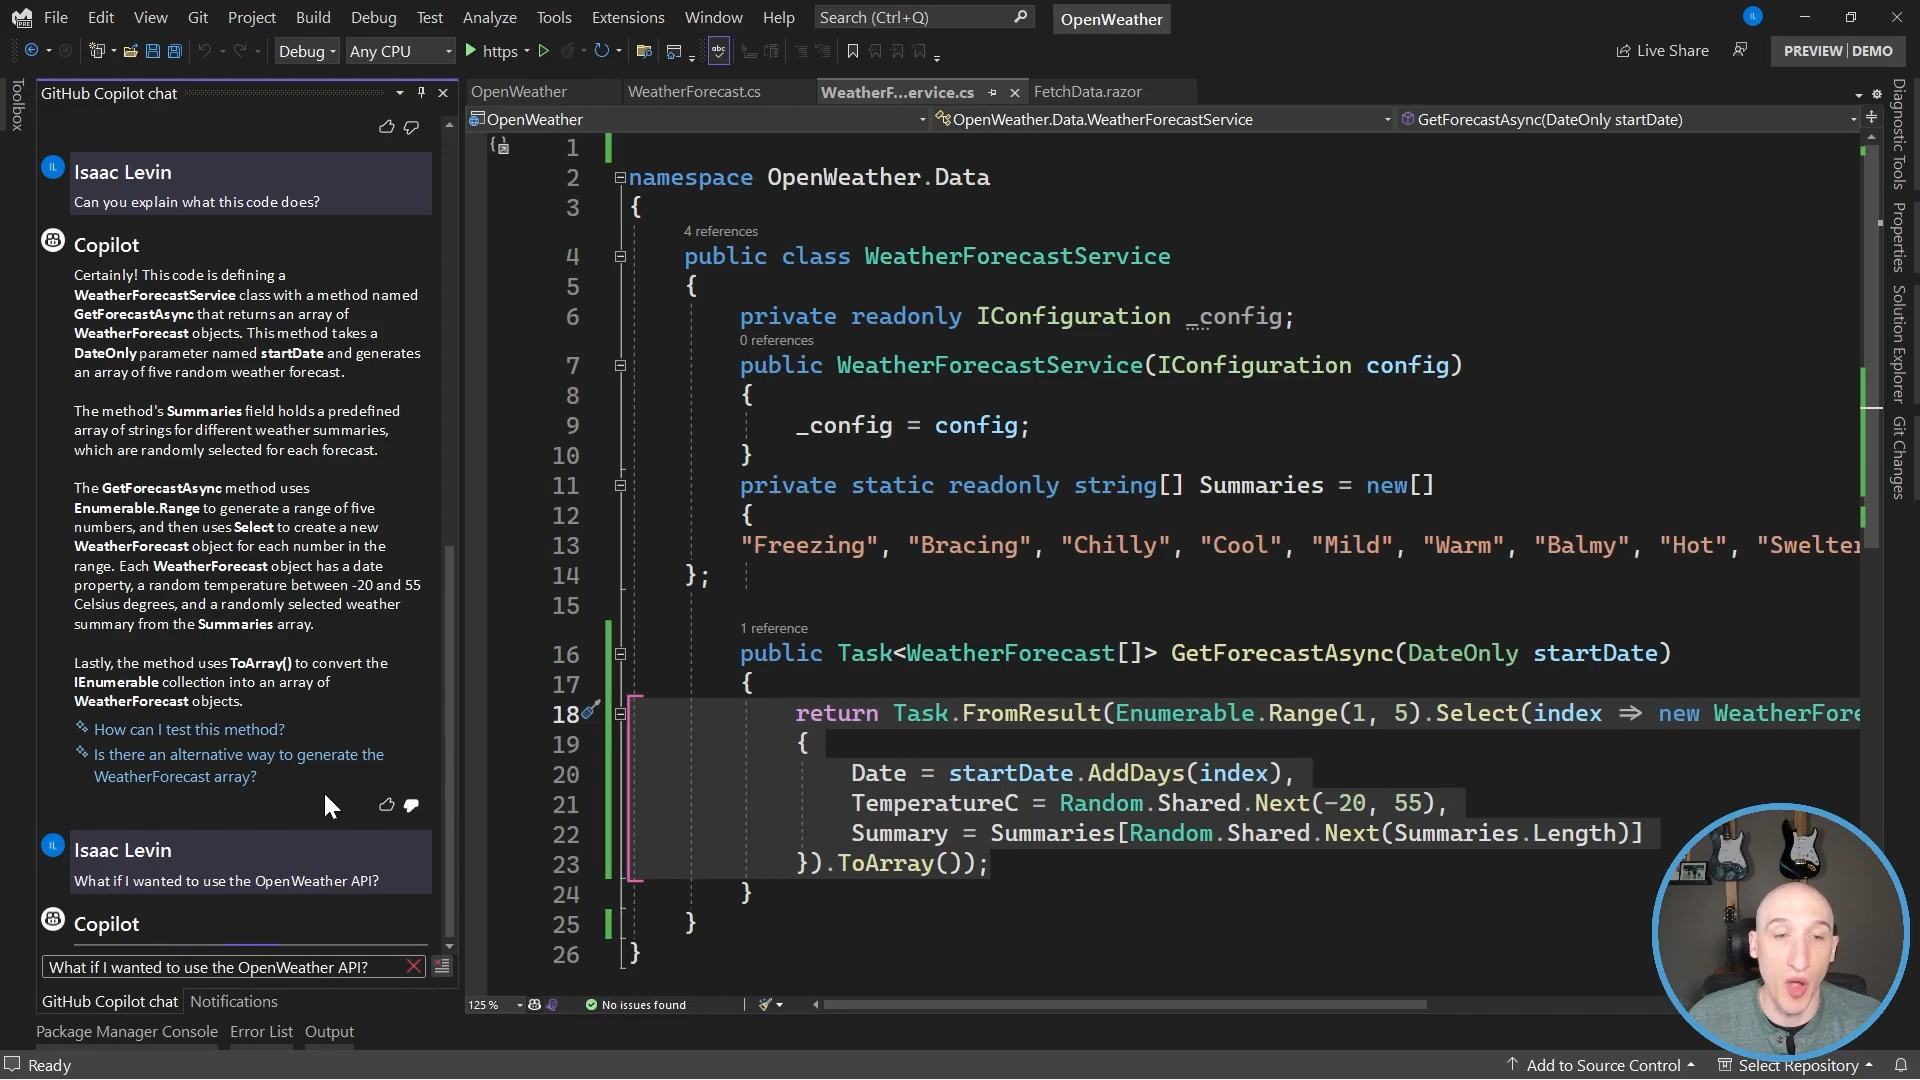 File Edit View Git Project Build Debug Test Analyze Tools Extensions Window Help Search (Ctrl+Q) OpenWeather IL
Debug Any CPU https abc Live Share PREVIEW | DEMO
Toolbox
GitHub Copilot chat
IL Isaac Levin
Can you explain what this code does?
Copilot
Certainly! This code is defining a
WeatherForecastService class with a method named
GetForecastAsync that returns an array of
WeatherForecast objects. This method takes a
DateOnly parameter named startDate and generates
an array of five random weather forecast.
The method's Summaries field holds a predefined
array of strings for different weather summaries,
which are randomly selected for each forecast.
The GetForecastAsync method uses
Enumerable.Range to generate a range of five
numbers, and then uses Select to create a new
WeatherForecast object for each number in the
range. Each WeatherForecast object has a date
property, a random temperature between -20 and 55
Celsius degrees, and a randomly selected weather
summary from the Summaries array.
Lastly, the method uses ToArray() to convert the
IEnumerable collection into an array of
WeatherForecast objects.
How can I test this method?
Is there an alternative way to generate the
WeatherForecast array?
IL Isaac Levin
What if I wanted to use the OpenWeather API?
Copilot
What if I wanted to use the OpenWeather API?
GitHub Copilot chat Notifications
Package Manager Console Error List Output
Ready
OpenWeather WeatherForecast.cs WeatherF...ervice.cs FetchData.razor
OpenWeather OpenWeather.Data.WeatherForecastService GetForecastAsync(DateOnly startDate)
1
2 namespace OpenWeather.Data
3 {
4 references
4 public class WeatherForecastService
5 {
6 private readonly IConfiguration _config;
0 references
7 public WeatherForecastService(IConfiguration config)
8 {
9 _config = config;
10 }
11 private static readonly string[] Summaries = new[]
12 {
13 "Freezing", "Bracing", "Chilly", "Cool", "Mild", "Warm", "Balmy", "Hot", "Swelter
14 };
15
1 reference
16 public Task<WeatherForecast[]> GetForecastAsync(DateOnly startDate)
17 {
18 return Task.FromResult(Enumerable.Range(1, 5).Select(index => new WeatherFore
19 {
20 Date = startDate.AddDays(index),
21 TemperatureC = Random.Shared.Next(-20, 55),
22 Summary = Summaries[Random.Shared.Next(Summaries.Length)]
23 }).ToArray());
24 }
25 }
26 }
125 % No issues found
Diagnostic Tools
Properties
Solution Explorer
Git Changes
Add to Source Control Select Repository